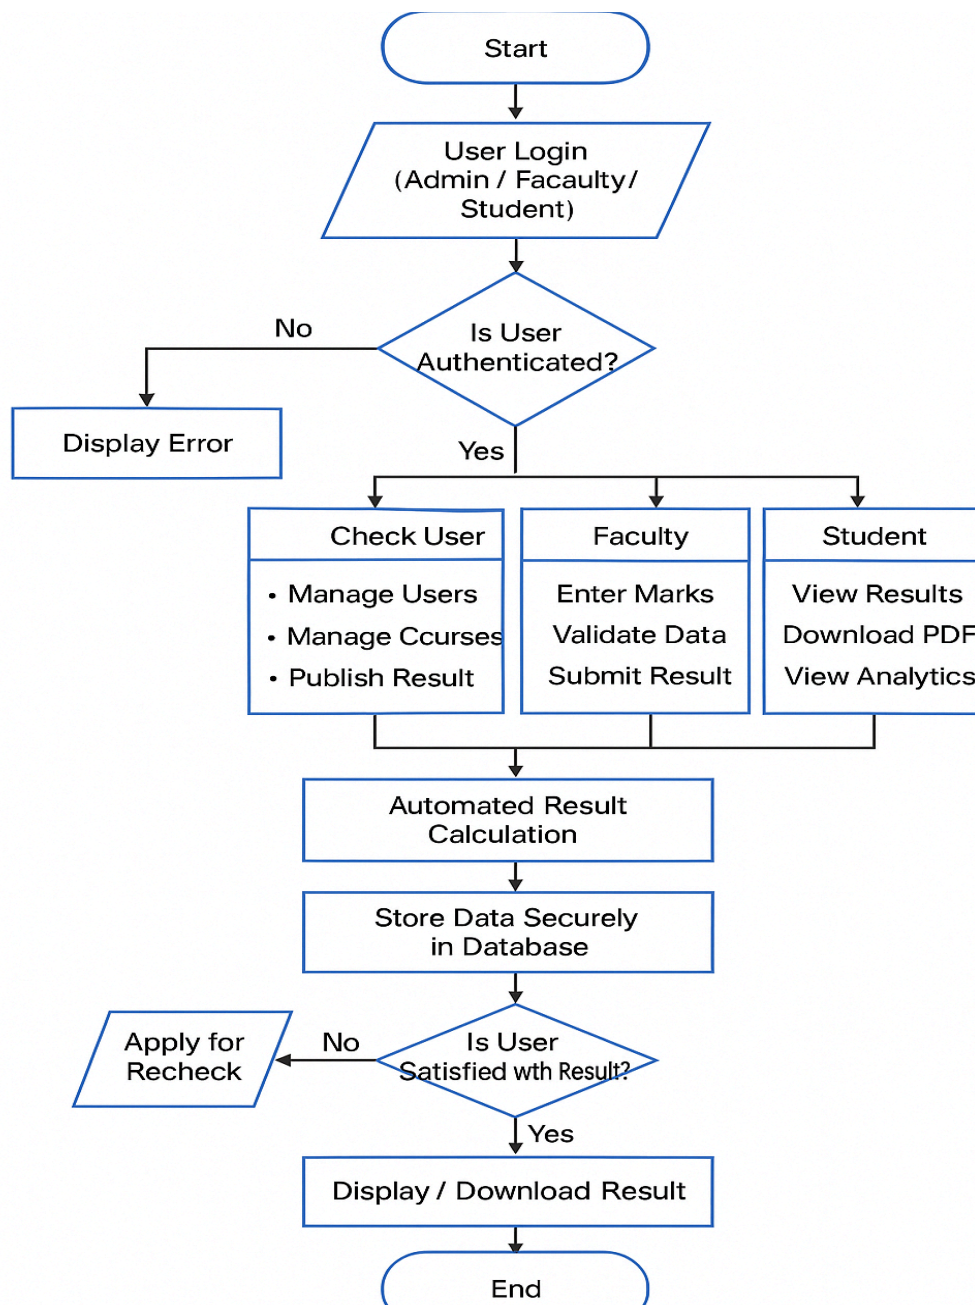 Start
User Login
(Admin / Facaulty/
Student)
Is User
Authenticated?
No
Display Error
Yes
Check User
• Manage Users
• Manage Ccurses
• Publish Result
Faculty
Enter Marks
Validate Data
Submit Result
Student
View Results
Download PDF
View Analytics
Automated Result
Calculation
Store Data Securely
in Database
Is User
Satisfied wth Result?
No
Apply for
Recheck
Yes
Display / Download Result
End